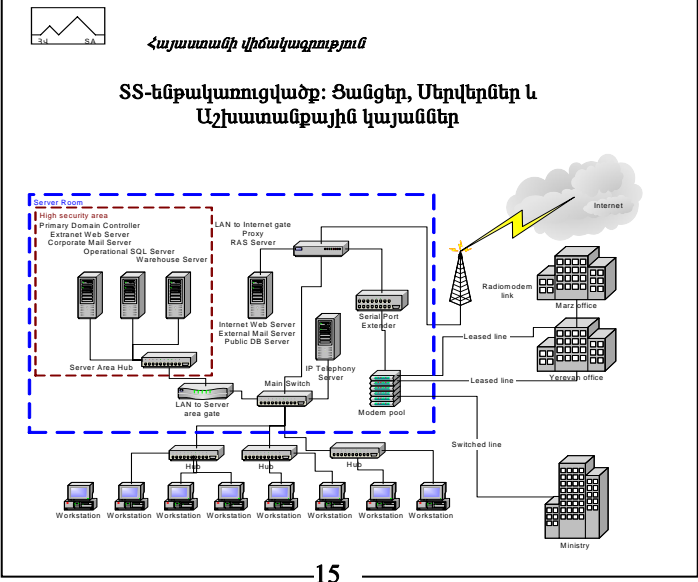 ՀՎ SA
Հայաստանի վիճակագրություն
ՏՏ-ենթակառուցվածք: Ցանցեր, Սերվերներ և
Աշխատանքային կայաններ
Server Room
High security area
Primary Domain Controller
Extranet Web Server
Corporate Mail Server
Operational SQL Server
Warehouse Server
LAN to Internet gate
Proxy
RAS Server
Internet
Radiomodem
link
Marz office
Internet Web Server
External Mail Server
Public DB Server
Serial Port
Extender
Leased line
Server Area Hub
IP Telephony
Server
Main Switch
Leased line
Yerevan office
LAN to Server
area gate
Modem pool
Switched line
Hub
Hub
Hub
Workstation Workstation Workstation Workstation Workstation Workstation Workstation Workstation
Ministry
15